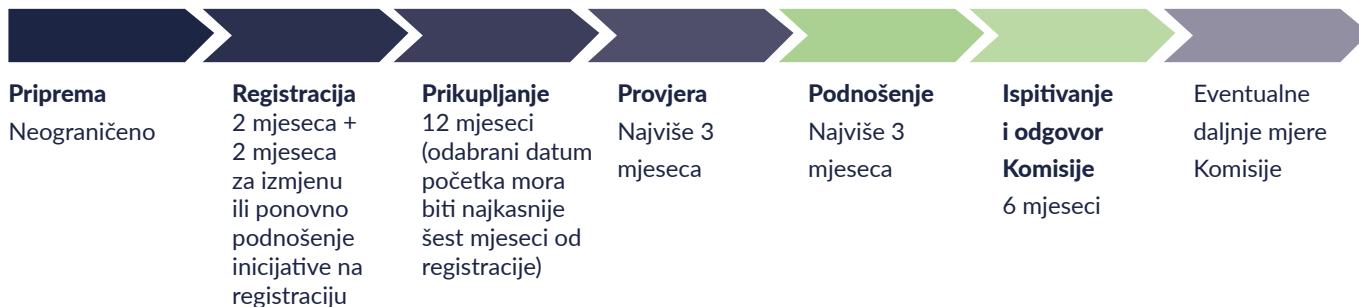 Priprema
Neograničeno
Registracija
2 mjeseca +
2 mjeseca
za izmjenu
ili ponovno
podnošenje
inicijative na
registraciju
Prikupljanje
12 mjeseci
(odabrani datum
početka mora
biti najkasnije
šest mjeseci od
registracije)
Provjera
Najviše 3
mjeseca
Podnošenje
Najviše 3
mjeseca
Ispitivanje
i odgovor
Komisije
6 mjeseci
Eventualne
daljnje mjere
Komisije